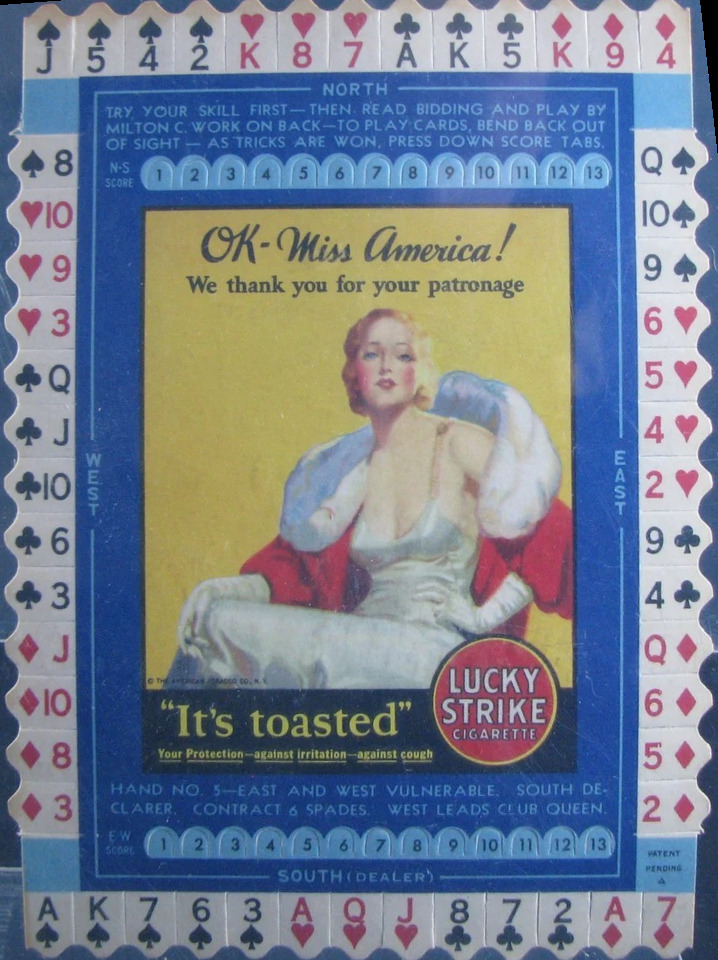 ♠J ♠5 ♠4 ♠2 ♥K ♥8 ♥7 ♣A ♣K ♣5 ♦K ♦9 ♦4
NORTH
TRY YOUR SKILL FIRST—THEN READ BIDDING AND PLAY BY
MILTON C. WORK ON BACK—TO PLAY CARDS, BEND BACK OUT
OF SIGHT — AS TRICKS ARE WON, PRESS DOWN SCORE TABS.
N-S
SCORE
1 2 3 4 5 6 7 8 9 10 11 12 13
♠8
♥10
♥9
♥3
♣Q
♣J
♣10
♣6
♣3
♦J
♦10
♦8
♦3
WEST
OK-Miss America!
We thank you for your patronage
© THE AMERICAN TOBACCO CO., N.Y.
LUCKY
STRIKE
CIGARETTE
"It's toasted"
Your Protection—against irritation—against cough
EAST
Q♠
10♠
9♠
6♥
5♥
4♥
2♥
9♣
4♣
Q♦
6♦
5♦
2♦
HAND NO. 5—EAST AND WEST VULNERABLE. SOUTH DE-
CLARER. CONTRACT 6 SPADES. WEST LEADS CLUB QUEEN.
E-W
SCORE
1 2 3 4 5 6 7 8 9 10 11 12 13
SOUTH (DEALER)
PATENT
PENDING
A♠ K♠ 7♠ 6♠ 3♠ A♥ Q♥ J♥ 8♣ 7♣ 2♣ A♦ 7♦